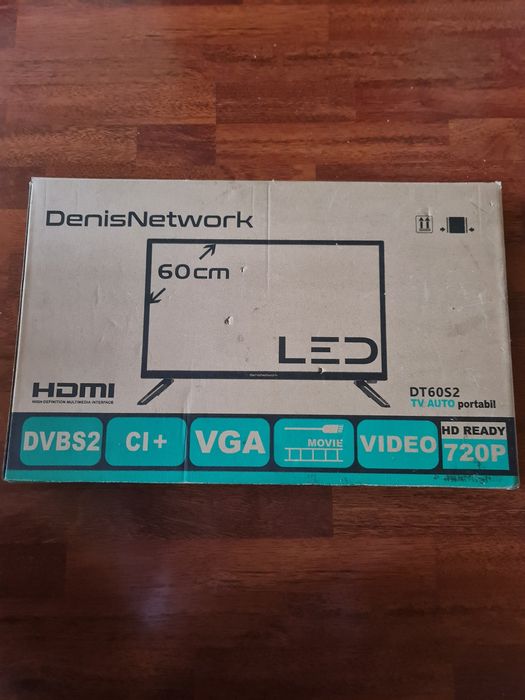 DenisNetwork
60cm
LED
DenisNetwork
HDMI
HIGH-DEFINITION MULTIMEDIA INTERFACE
DT60S2
TV AUTO portabil
DVBS2
CI+
VGA
MOVIE
VIDEO
HD READY
720P